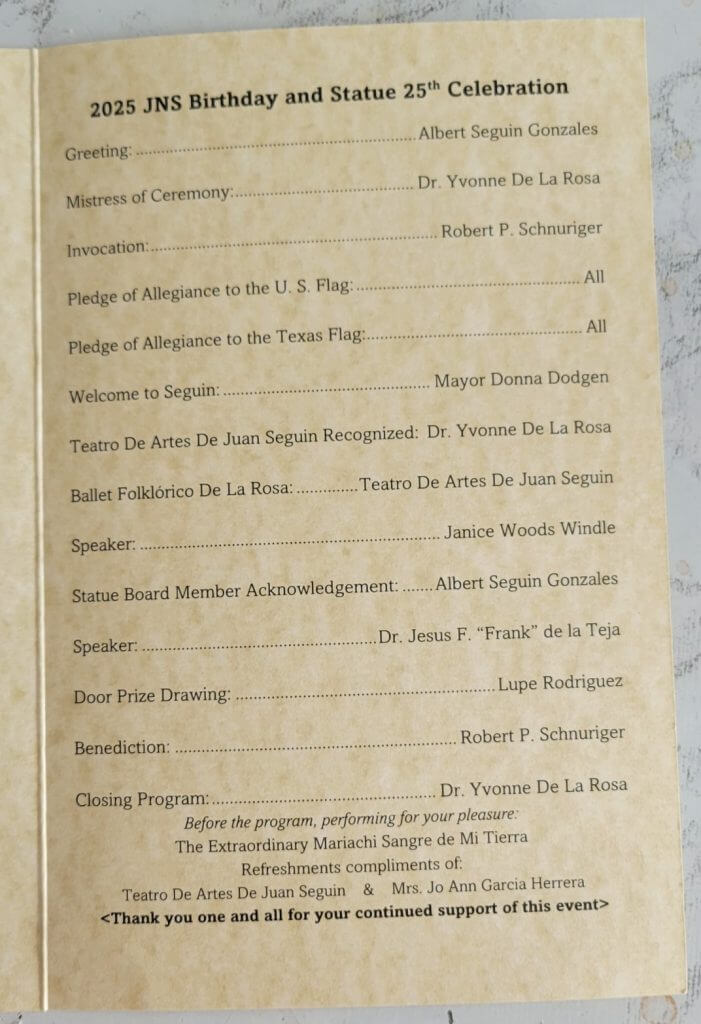 2025 JNS Birthday and Statue 25th Celebration
Greeting: Albert Seguin Gonzales
Mistress of Ceremony: Dr. Yvonne De La Rosa
Invocation: Robert P. Schnuriger
Pledge of Allegiance to the U. S. Flag: All
Pledge of Allegiance to the Texas Flag: All
Welcome to Seguin: Mayor Donna Dodgen
Teatro De Artes De Juan Seguin Recognized: Dr. Yvonne De La Rosa
Ballet Folklórico De La Rosa: Teatro De Artes De Juan Seguin
Speaker: Janice Woods Windle
Statue Board Member Acknowledgement: Albert Seguin Gonzales
Speaker: Dr. Jesus F. “Frank” de la Teja
Door Prize Drawing: Lupe Rodriguez
Benediction: Robert P. Schnuriger
Closing Program: Dr. Yvonne De La Rosa
Before the program, performing for your pleasure:
The Extraordinary Mariachi Sangre de Mi Tierra
Refreshments compliments of:
Teatro De Artes De Juan Seguin & Mrs. Jo Ann Garcia Herrera
<Thank you one and all for your continued support of this event>